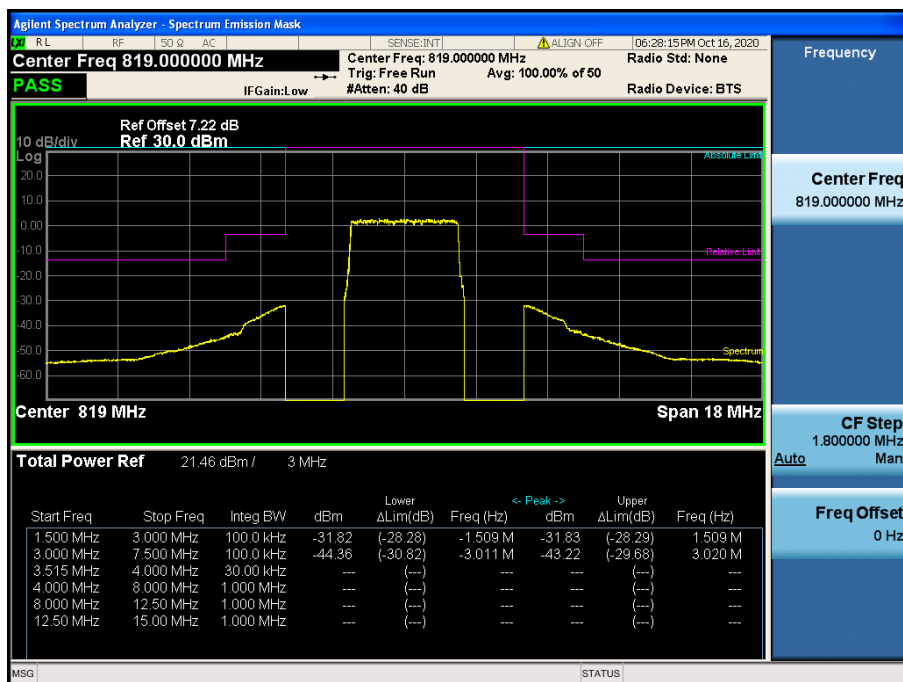 Agilent Spectrum Analyzer - Spectrum Emission Mask
LXI RL RF 50 Ω AC SENSE:INT ALIGN OFF 06:28:15 PM Oct 16, 2020
Center Freq 819.000000 MHz Center Freq: 819.000000 MHz Radio Std: None
Trig: Free Run Avg: 100.00% of 50
PASS IFGain:Low #Atten: 40 dB Radio Device: BTS
Frequency
Ref Offset 7.22 dB
10 dB/div Ref 30.0 dBm
Log Absolute Limit
20.0
10.0
0.00
-10.0 Relative Limit
-20.0
-30.0
-40.0
-50.0 Spectrum
-60.0
Center 819 MHz Span 18 MHz
Center Freq
819.000000 MHz
CF Step
1.800000 MHz
Auto Man
Freq Offset
0 Hz
Total Power Ref 21.46 dBm / 3 MHz
Lower <- Peak -> Upper
Start Freq Stop Freq Integ BW dBm ΔLim(dB) Freq (Hz) dBm ΔLim(dB) Freq (Hz)
1.500 MHz 3.000 MHz 100.0 kHz -31.82 (-28.28) -1.509 M -31.83 (-28.29) 1.509 M
3.000 MHz 7.500 MHz 100.0 kHz -44.36 (-30.82) -3.011 M -43.22 (-29.68) 3.020 M
3.515 MHz 4.000 MHz 30.00 kHz --- (---) --- --- (---) ---
4.000 MHz 8.000 MHz 1.000 MHz --- (---) --- --- (---) ---
8.000 MHz 12.50 MHz 1.000 MHz --- (---) --- --- (---) ---
12.50 MHz 15.00 MHz 1.000 MHz --- (---) --- --- (---) ---
MSG STATUS